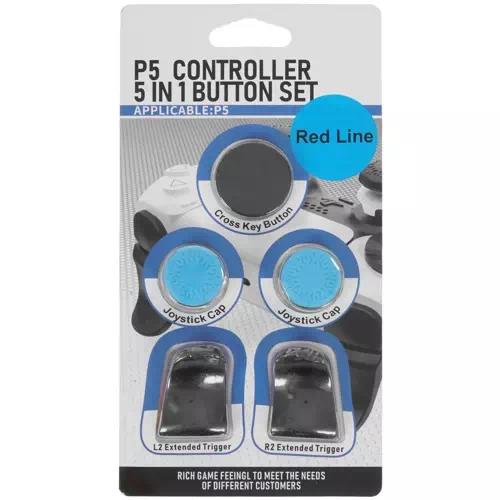 P5 CONTROLLER
5 IN 1 BUTTON SET
APPLICABLE:P5
Red Line
Cross Key Button
Joystick Cap
Joystick Cap
L2 Extended Trigger
R2 Extended Trigger
RICH GAME FEEINGL TO MEET THE NEEDS
OF DIFFERENT CUSTOMERS